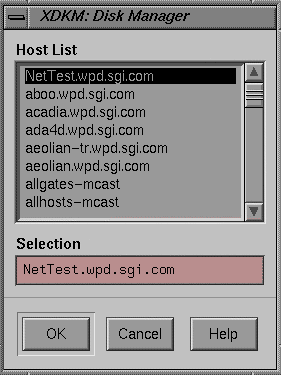 XDKM: Disk Manager
Host List
NetTest.wpd.sgi.com
aboo.wpd.sgi.com
acadia.wpd.sgi.com
ada4d.wpd.sgi.com
aeolian-tr.wpd.sgi.com
aeolian.wpd.sgi.com
allgates-mcast
allhosts-mcast
Selection
NetTest.wpd.sgi.com
OK Cancel Help